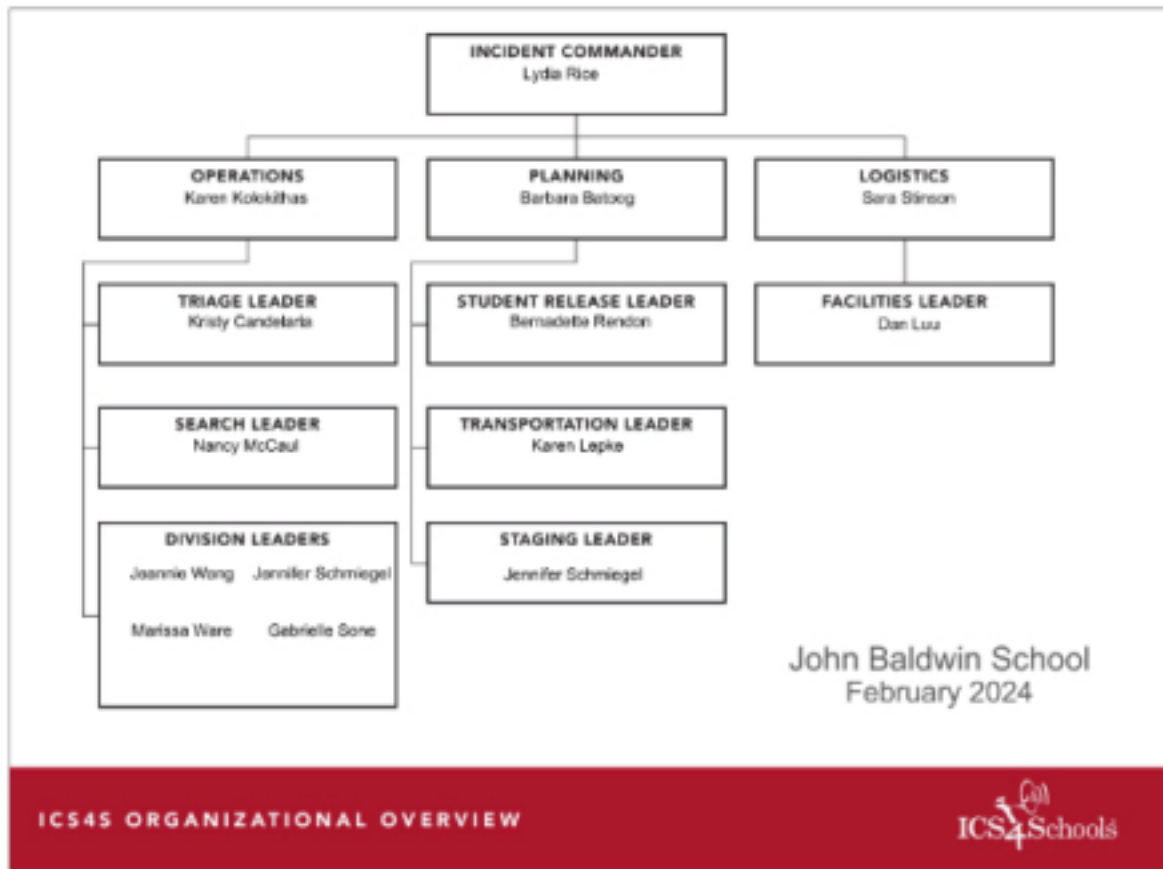 INCIDENT COMMANDER
Lydia Rice
OPERATIONS
Karen Kolokithas
PLANNING
Barbara Batoog
LOGISTICS
Sara Stinson
TRIAGE LEADER
Kristy Candelaria
STUDENT RELEASE LEADER
Bernadette Rendon
FACILITIES LEADER
Dan Luu
SEARCH LEADER
Nancy McCaul
TRANSPORTATION LEADER
Karen Lepke
DIVISION LEADERS
Jeannie Wang Jennifer Schmiegel
Marissa Ware Gabrielle Sone
STAGING LEADER
Jennifer Schmiegel
John Baldwin School
February 2024
ICS4S ORGANIZATIONAL OVERVIEW
ICS4Schools